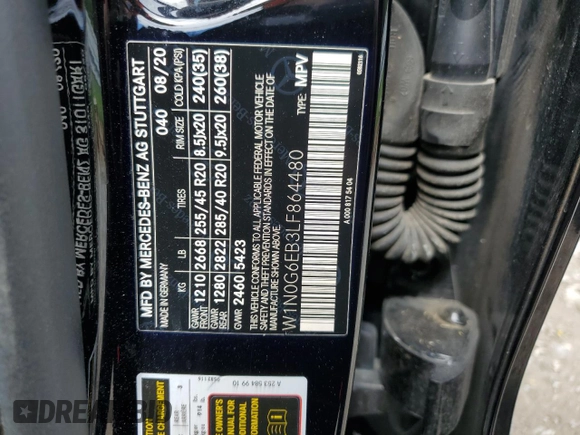 MFD BY MERCEDES-BENZ AG STUTTGART
MADE IN GERMANY 040 08/20
KG LB TIRES RIM SIZE COLD KPA(PSI)
GAWR FRONT 1210 2668 255/45 R20 8.5Jx20 240(35)
GAWR REAR 1280 2822 285/40 R20 9.5Jx20 260(38)
GVWR 2460 5423
THIS VEHICLE CONFORMS TO ALL APPLICABLE FEDERAL MOTOR VEHICLE
SAFETY AND THEFT PREVENTION STANDARDS IN EFFECT ON THE DATE OF
MANUFACTURE SHOWN ABOVE.
W1N0G6EB3LF864480 TYPE: MPV
A 000 817 54 04
A 253 584 99 10